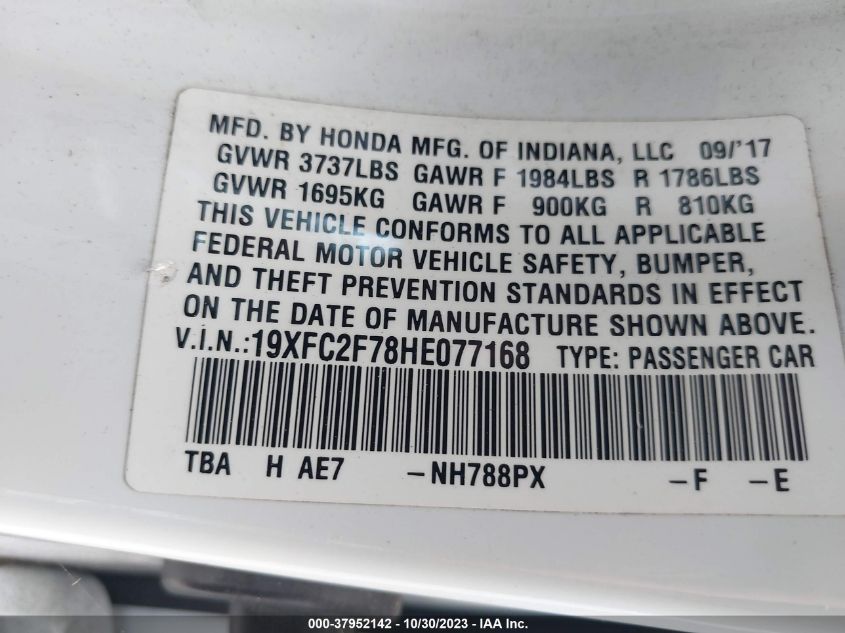 MFD. BY HONDA MFG. OF INDIANA, LLC 09/'17
GVWR 3737LBS GAWR F 1984LBS R 1786LBS
GVWR 1695KG GAWR F 900KG R 810KG
THIS VEHICLE CONFORMS TO ALL APPLICABLE
FEDERAL MOTOR VEHICLE SAFETY, BUMPER,
AND THEFT PREVENTION STANDARDS IN EFFECT
ON THE DATE OF MANUFACTURE SHOWN ABOVE.
V.I.N.:19XFC2F78HE077168 TYPE: PASSENGER CAR
TBA H AE7 -NH788PX -F -E
000-37952142 - 10/30/2023 - IAA Inc.